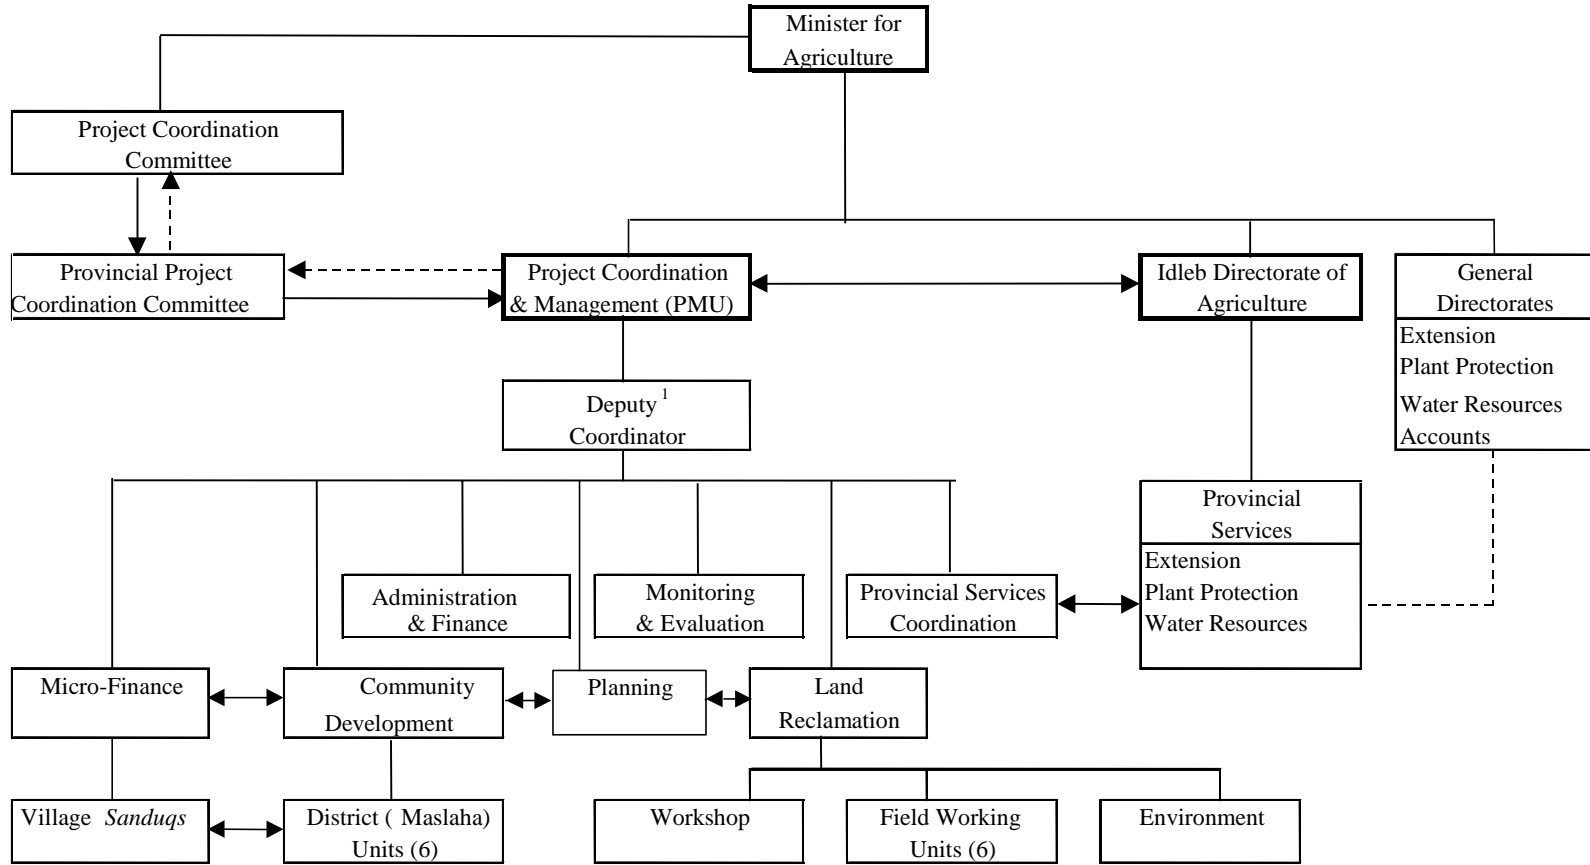 Minister for
Agriculture
Project Coordination
Committee
Provincial Project
Coordination Committee
Project Coordination
& Management (PMU)
Idleb Directorate of
Agriculture
General
Directorates
Extension
Plant Protection
Water Resources
Accounts
Deputy 1
Coordinator
Provincial
Services
Extension
Plant Protection
Water Resources
Administration
& Finance
Monitoring
& Evaluation
Provincial Services
Coordination
Micro-Finance
Community
Development
Planning
Land
Reclamation
Village Sanduqs
District ( Maslaha)
Units (6)
Workshop
Field Working
Units (6)
Environment